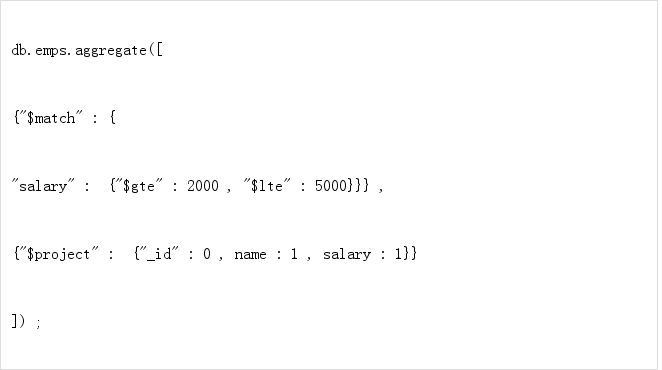 db.emps.aggregate([
{"$match" : {
"salary" :  {"$gte" : 2000 , "$lte" : 5000}}} ,
{"$project" :  {"_id" : 0 , name : 1 , salary : 1}}
]) ;